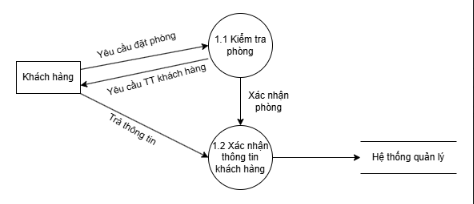 Yêu cầu đặt phòng
1.1 Kiểm tra
phòng
Khách hàng
Yêu cầu TT khách hàng
Xác nhận
phòng
Trả thông tin
1.2 Xác nhận
thông tin
khách hàng
Hệ thống quản lý